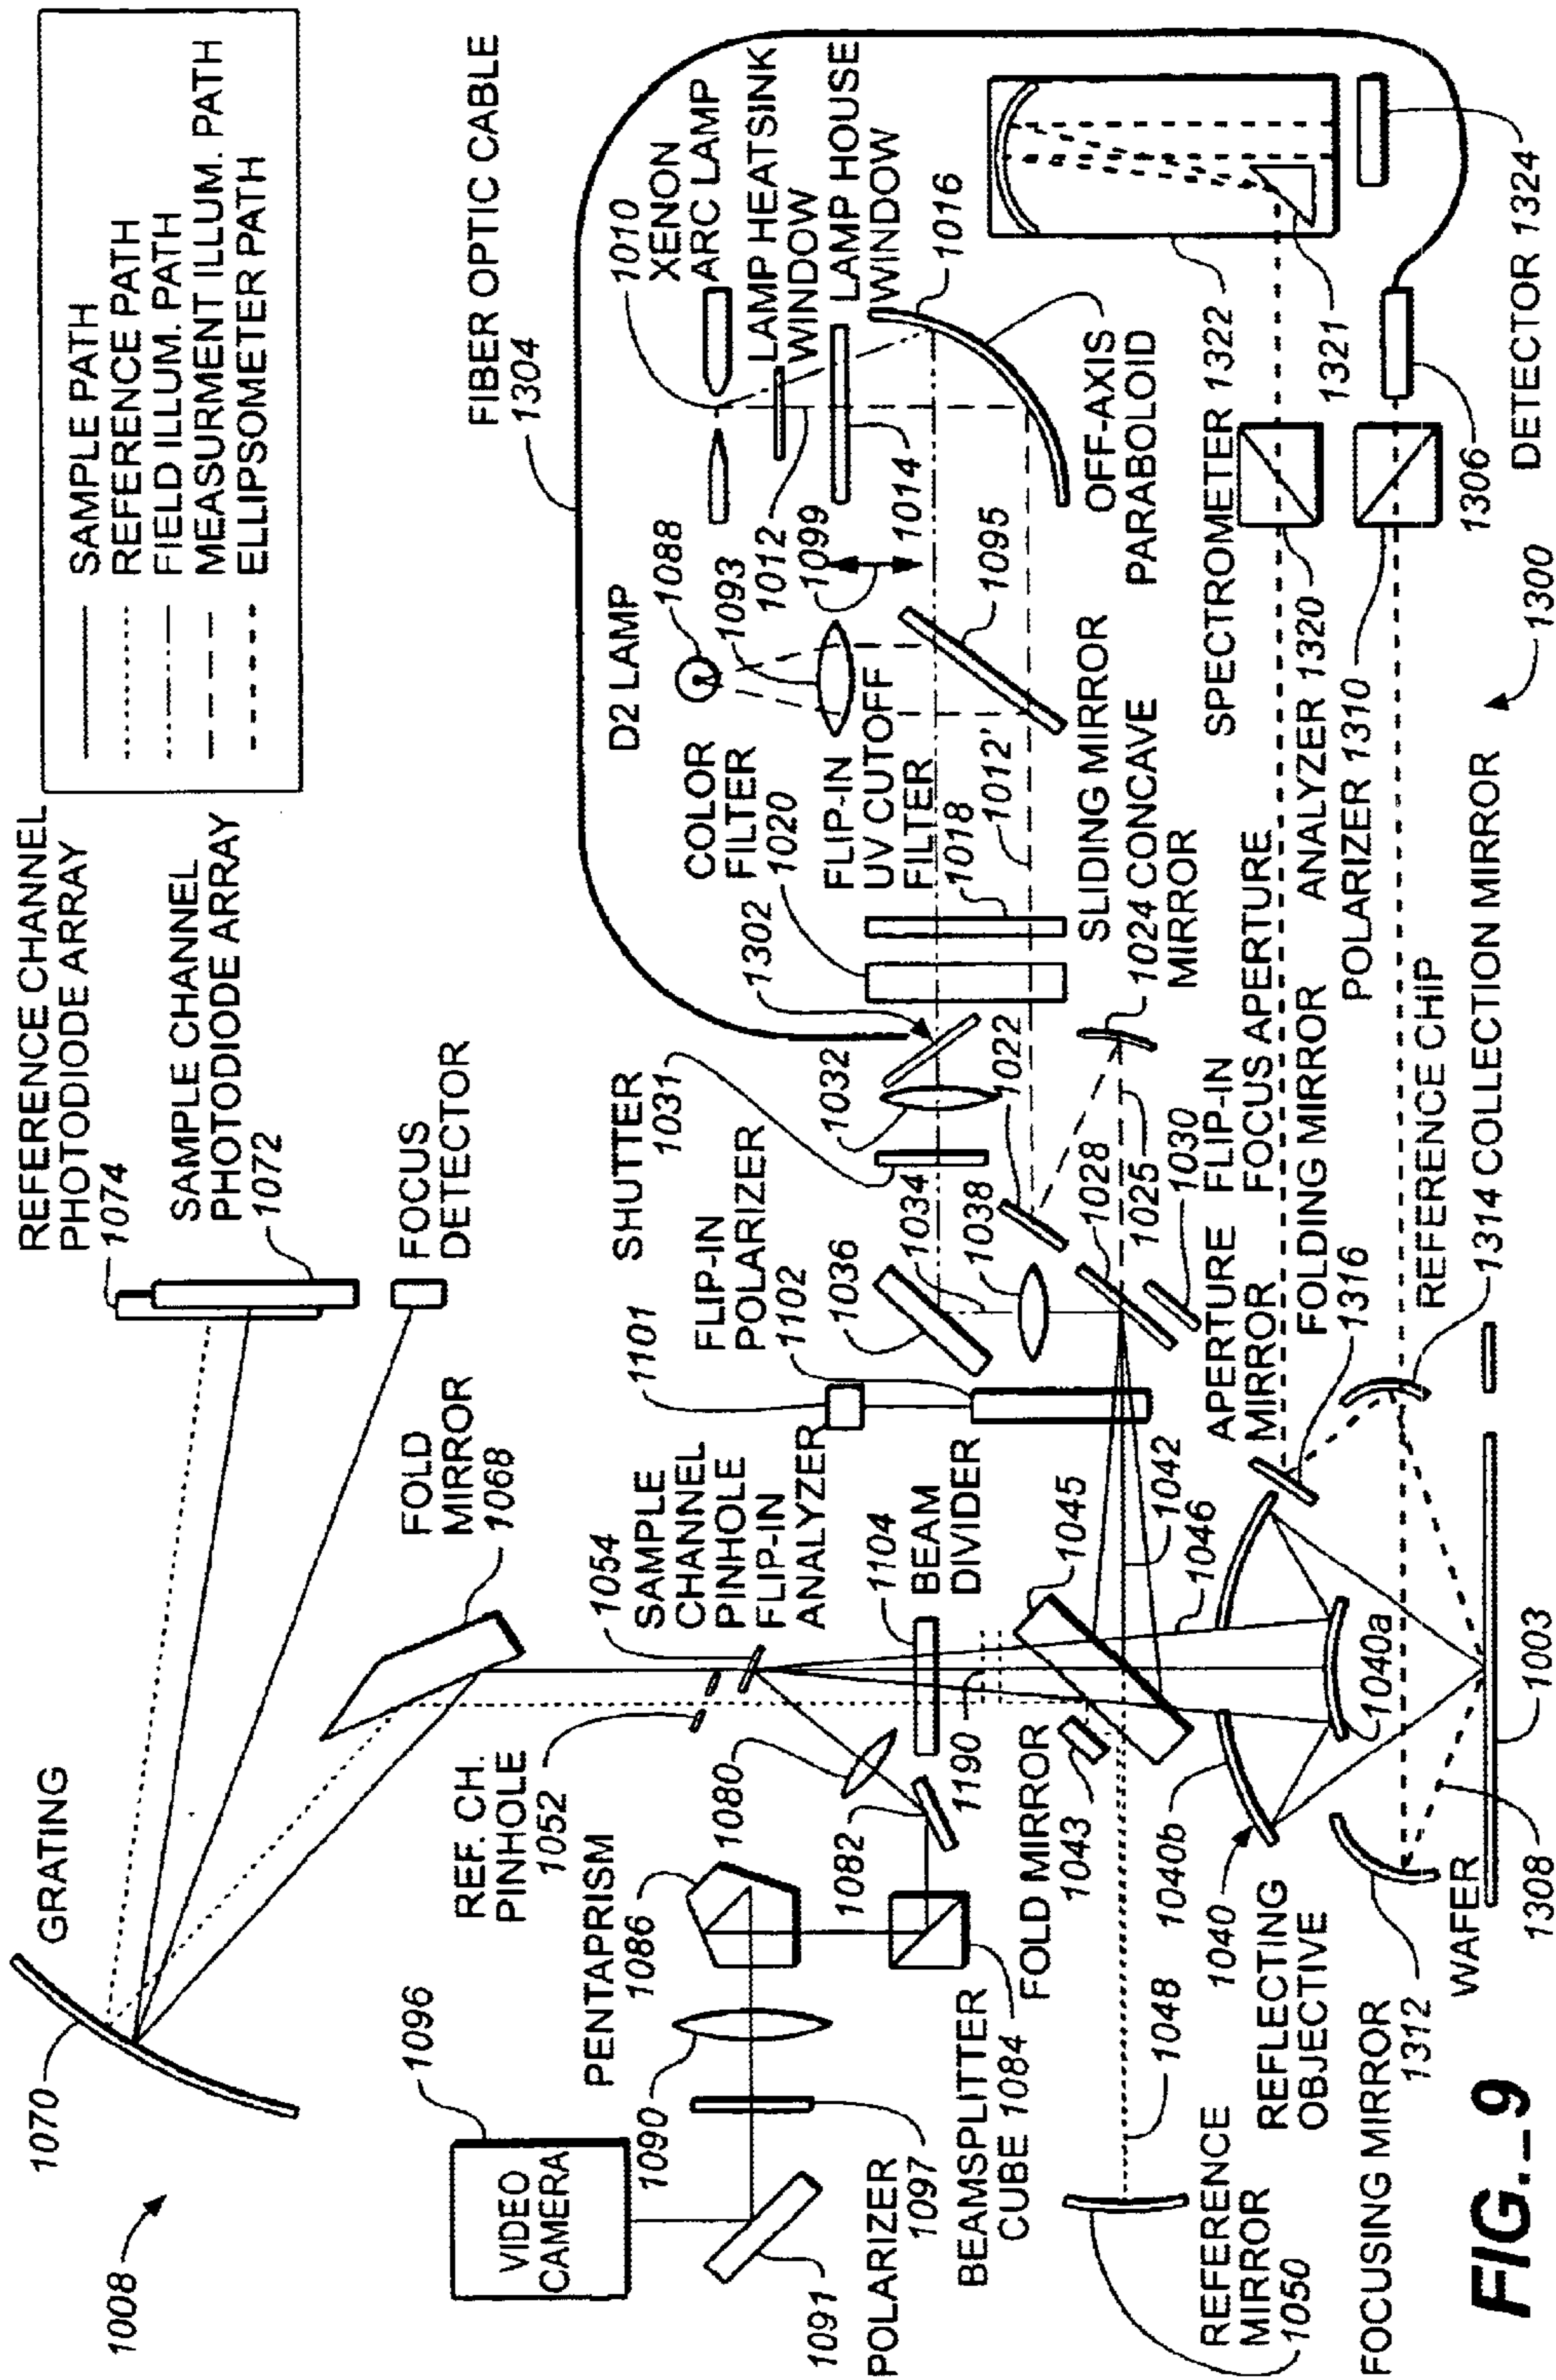 SAMPLE PATH
REFERENCE PATH
FIELD ILLUM. PATH
MEASURMENT ILLUM. PATH
ELLIPSOMETER PATH
REFERENCE CHANNEL
PHOTODIODE ARRAY
1074
SAMPLE CHANNEL
PHOTODIODE ARRAY
1072
FOCUS
DETECTOR
GRATING
1070
1008
FOLD
MIRROR
1068
FIBER OPTIC CABLE
1304
1010
XENON
ARC LAMP
LAMP HEATSINK
WINDOW
LAMP HOUSE
WINDOW
1016
D2 LAMP
1088
1093
1012
1099
1014
1095
OFF-AXIS
PARABOLOID
COLOR
FILTER
1020
FLIP-IN
UV CUTOFF
FILTER
1018
1012'
1302
SHUTTER
1031
1032
1022
SLIDING MIRROR
1024 CONCAVE
MIRROR
FLIP-IN
POLARIZER
1102
1101
1036
1034
1038
1028
1025
1030
REF. CH.
PINHOLE
1052
1054
SAMPLE
CHANNEL
PINHOLE
FLIP-IN
ANALYZER
1104
BEAM
DIVIDER
1096
VIDEO
CAMERA
PENTAPRISM
1086
1080
1082
1090
1091
POLARIZER
1097
BEAMSPLITTER
CUBE 1084
FOLD MIRROR
1043
1190
1045
1042
1046
1048
REFERENCE
MIRROR
1050
1040
REFLECTING
OBJECTIVE
1040b
1040a
APERTURE
MIRROR
FLIP-IN
FOCUS APERTURE
FOLDING MIRROR
1316
SPECTROMETER 1322
1321
ANALYZER 1320
POLARIZER 1310
1306
DETECTOR 1324
REFERENCE CHIP
1314 COLLECTION MIRROR
1300
FOCUSING MIRROR
1312
WAFER
1308
1003
FIG._9